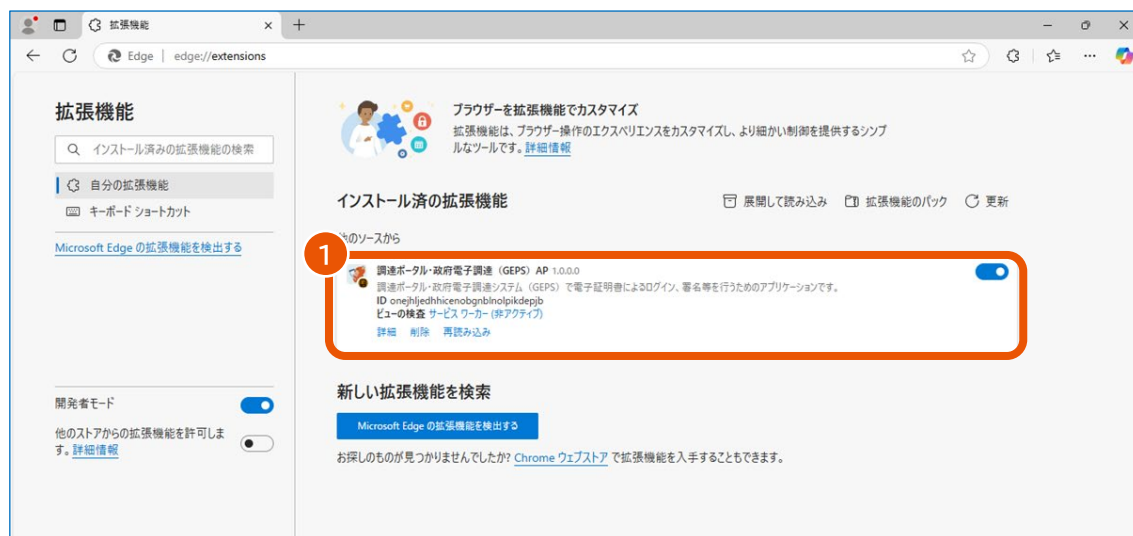 拡張機能
Edge
edge://extensions
拡張機能
インストール済みの拡張機能の検索
自分の拡張機能
キーボード ショートカット
Microsoft Edge の拡張機能を検出する
開発者モード
他のストアからの拡張機能を許可しま
す。詳細情報
ブラウザーを拡張機能でカスタマイズ
拡張機能は、ブラウザー操作のエクスペリエンスをカスタマイズし、より細かい制御を提供するシンプ
ルなツールです。詳細情報
インストール済の拡張機能
展開して読み込み
拡張機能のパック
更新
のソースから
1
調達ポータル・政府電子調達（GEPS）AP 1.0.0.0
調達ポータル・政府電子調達システム（GEPS）で電子証明書によるログイン、署名等を行うためのアプリケーションです。
ID onejhljedhhicenobgnblnolpikdepjb
ビューの検査 サービス ワーカー (非アクティブ)
詳細 削除 再読み込み
新しい拡張機能を検索
Microsoft Edge の拡張機能を検出する
お探しのものが見つかりませんでしたか? Chrome ウェブストア で拡張機能を入手することもできます。